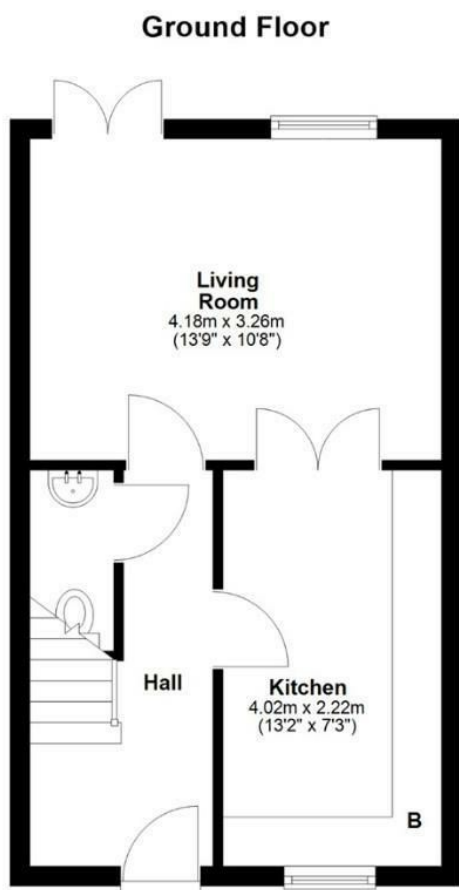 Ground Floor
Living
Room
4.18m x 3.26m
(13'9" x 10'8")
Hall
Kitchen
4.02m x 2.22m
(13'2" x 7'3")
B